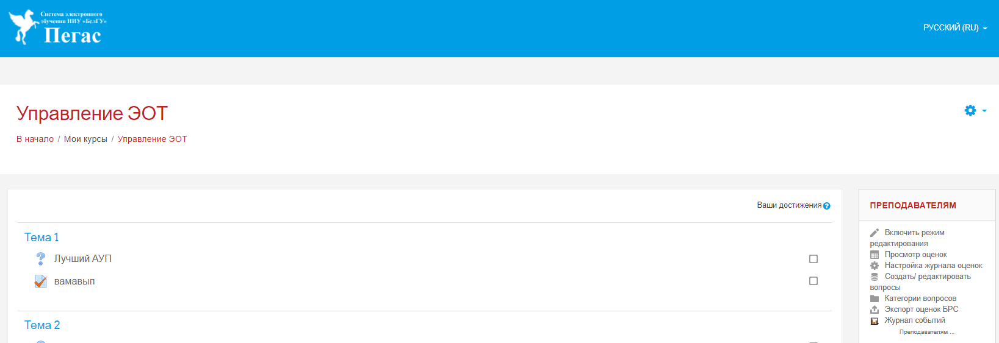 Система электронного
обучения НИУ «БелГУ»
Пегас
РУССКИЙ (RU)
Управление ЭОТ
В начало / Мои курсы / Управление ЭОТ
Ваши достижения
Тема 1
Лучший АУП
вамавып
Тема 2
ПРЕПОДАВАТЕЛЯМ
Включить режим
редактирования
Просмотр оценок
Настройка журнала оценок
Создать/ редактировать
вопросы
Категории вопросов
Экспорт оценок БРС
Журнал событий
Преподавателям ...